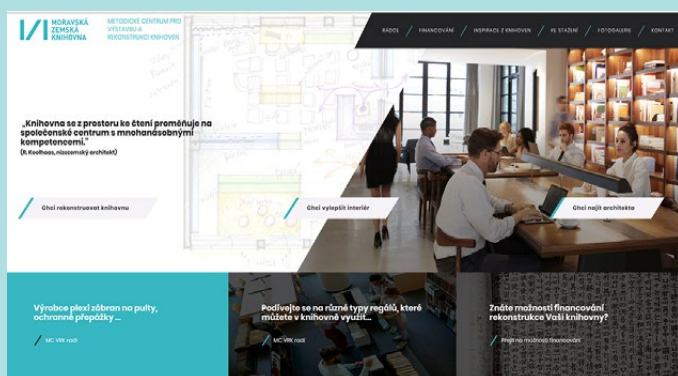 MORAVSKÁ
ZEMSKÁ
KNIHOVNA
METODICKÉ CENTRUM PRO
VÝSTAVBU A
REKONSTRUKCI KNIHOVEN
RÁDCE / FINANCOVÁNÍ / INSPIRACE Z KNIHOVEN / KE STAŽENÍ / FOTOGALERIE / KONTAKT
„Knihovna se z prostoru ke čtení proměňuje na
společenské centrum s mnohanásobnými
kompetencemi."
(R. Koolhaas, nizozemský architekt)
Chci rekonstruovat knihovnu
Chci vylepšit interiér
Chci najít architekta
Výrobce plexi zábran na pulty,
ochranné přepážky ...
MC VRK radí
Podívejte se na různé typy regálů, které
můžete v knihovně využít...
MC VRK radí
Znáte možnosti financování
rekonstrukce Vaší knihovny?
Přejít na možnosti financování